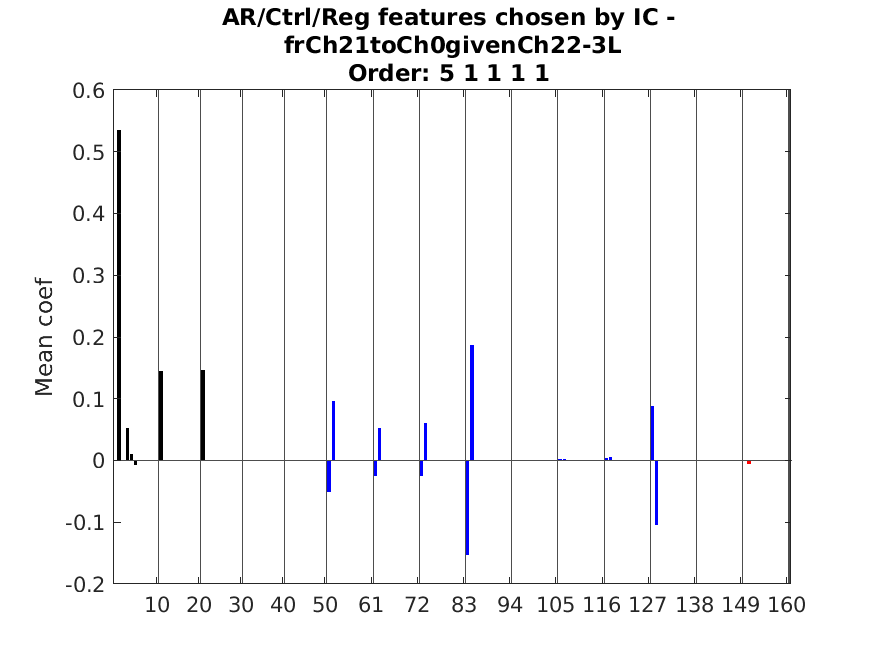 AR/Ctrl/Reg features chosen by IC -
frCh21toCh0givenCh22-3L
Order: 5 1 1 1 1
0.6
0.5
0.4
0.3
0.2
0.1
0
-0.1
-0.2
Mean coef
10 20 30 40 50 61 72 83 94 105 116 127 138 149 160